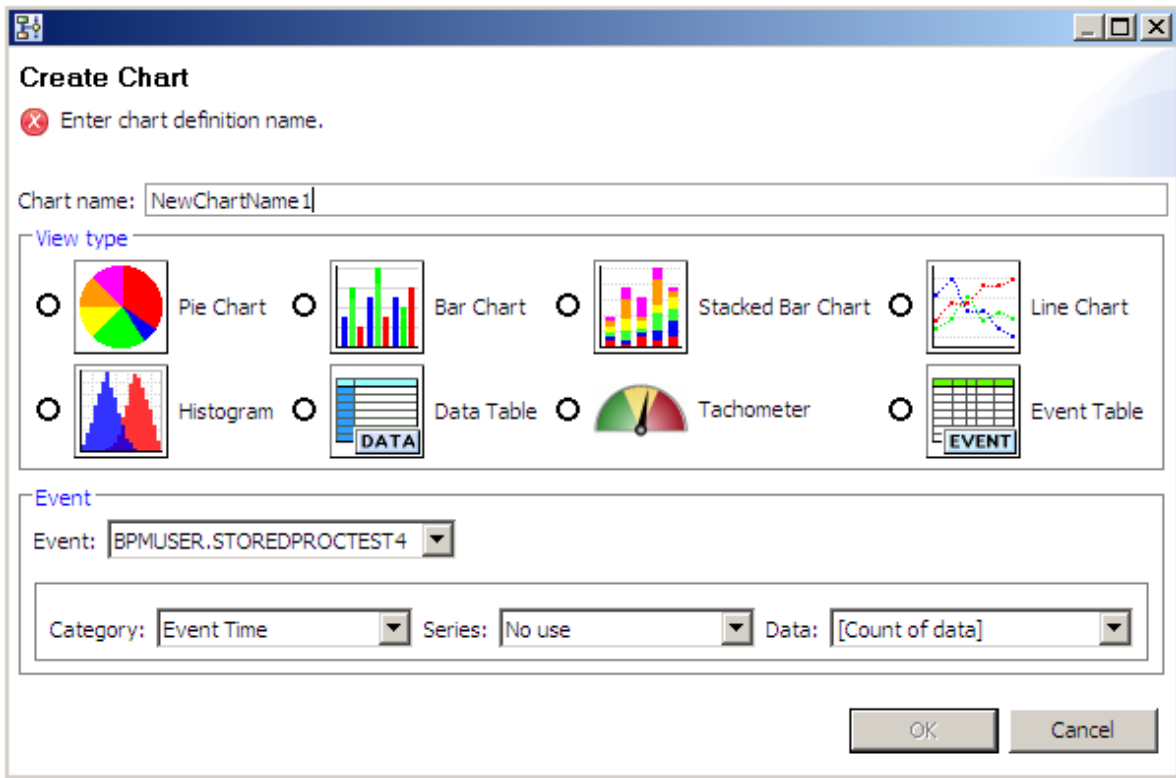 Create Chart
Enter chart definition name.
Chart name: NewChartName1
View type
Pie Chart Bar Chart Stacked Bar Chart Line Chart
Histogram DATA Data Table Tachometer EVENT Event Table
Event
Event: BPMUSER.STOREDPROCTEST4
Category: Event Time Series: No use Data: [Count of data]
OK Cancel